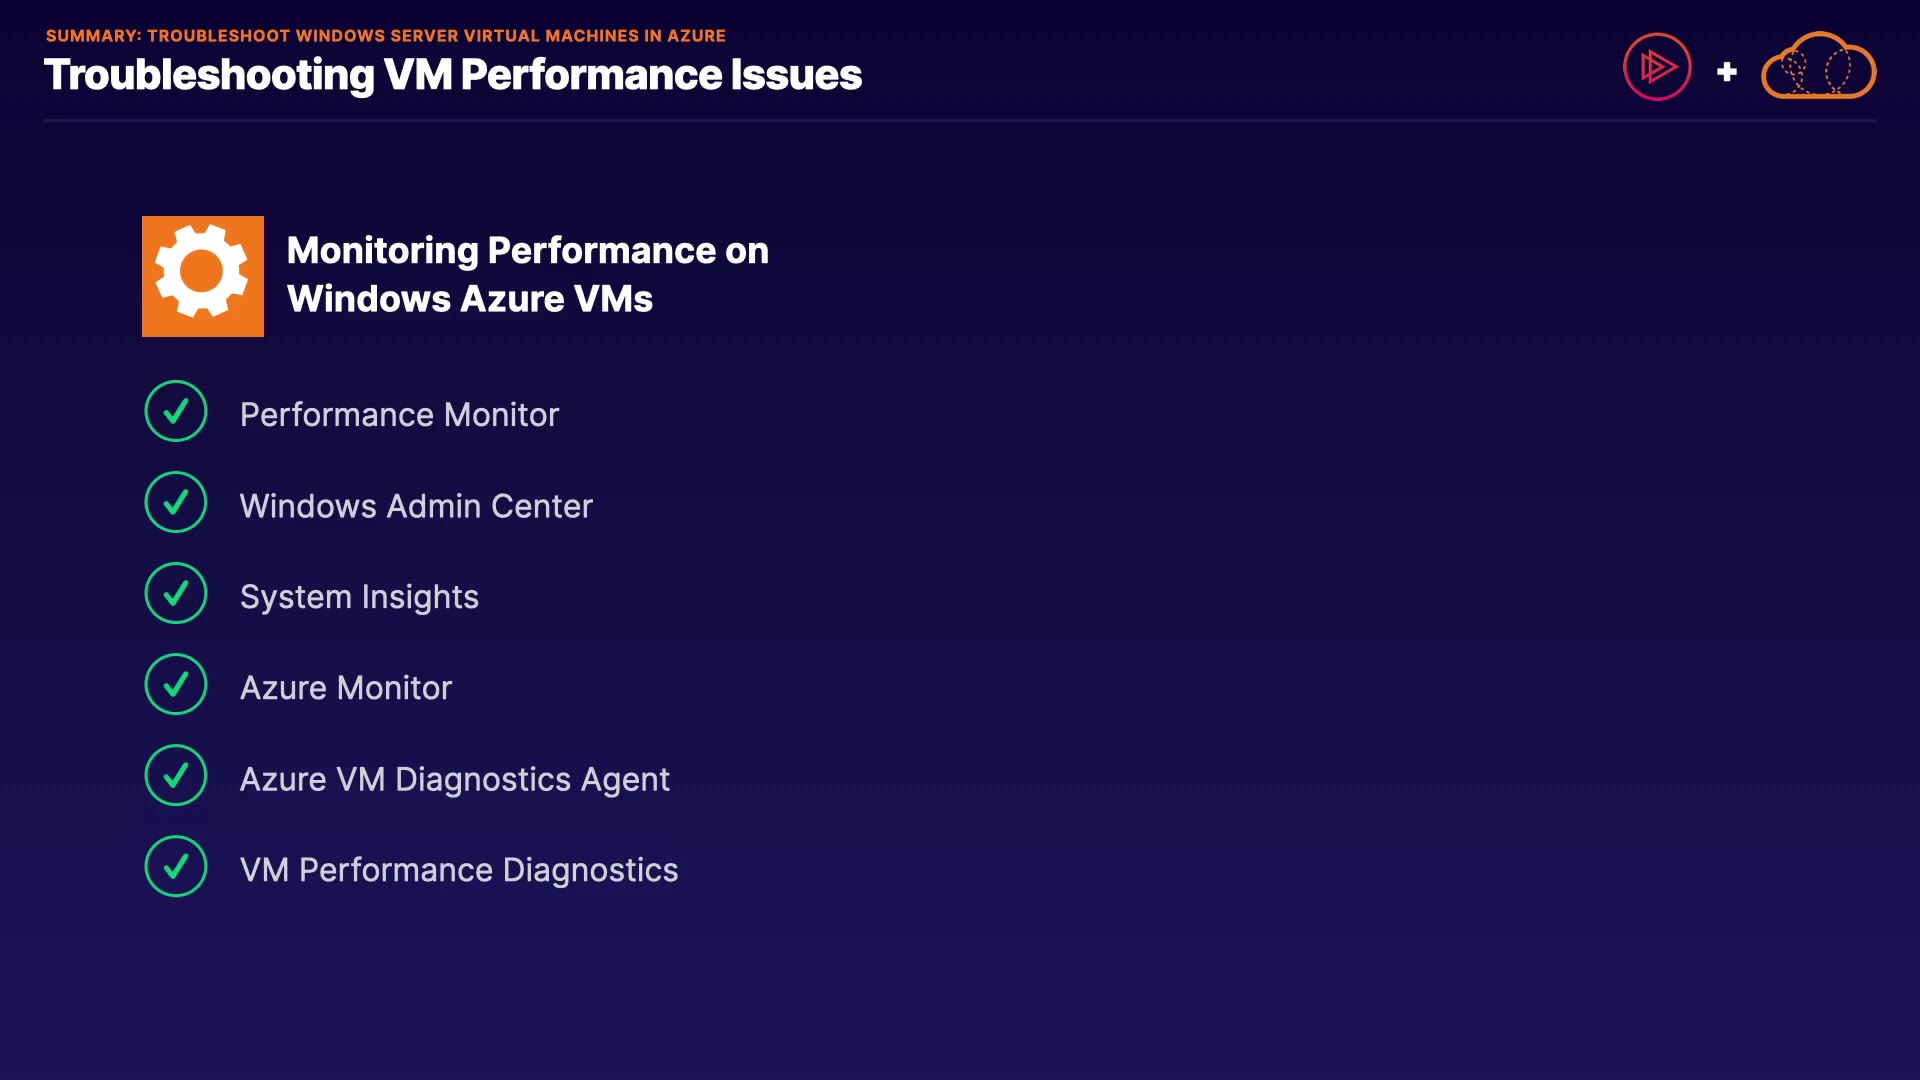 SUMMARY: TROUBLESHOOT WINDOWS SERVER VIRTUAL MACHINES IN AZURE
Troubleshooting VM Performance Issues
Monitoring Performance on
Windows Azure VMs
Performance Monitor
Windows Admin Center
System Insights
Azure Monitor
Azure VM Diagnostics Agent
VM Performance Diagnostics